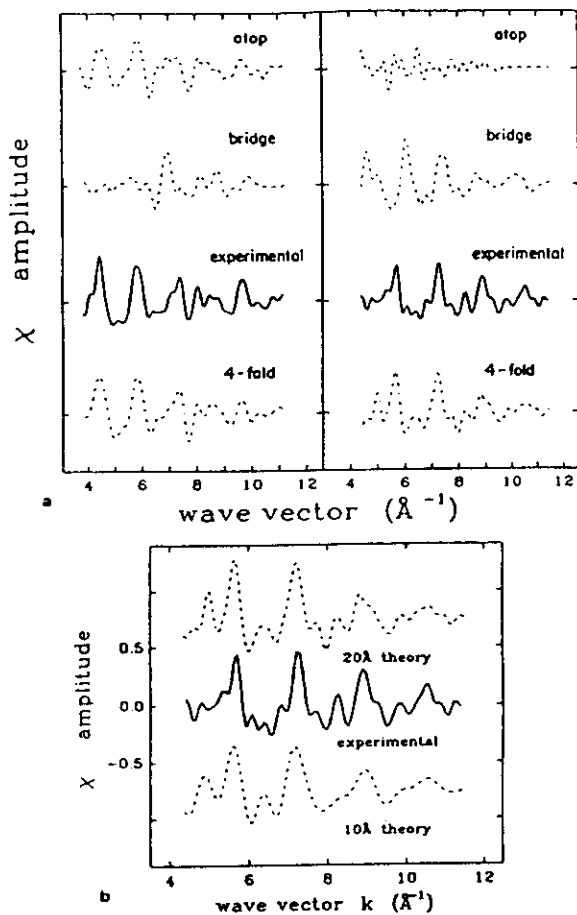 atop atop
bridge bridge
experimental experimental
4-fold 4-fold
χ amplitude
4 6 8 10 12 4 6 8 10 12
a
wave vector (Å⁻¹)
20Å theory
0.5
experimental
0.0
χ amplitude
-0.5
10Å theory
4 6 8 10 12
b
wave vector k (Å⁻¹)